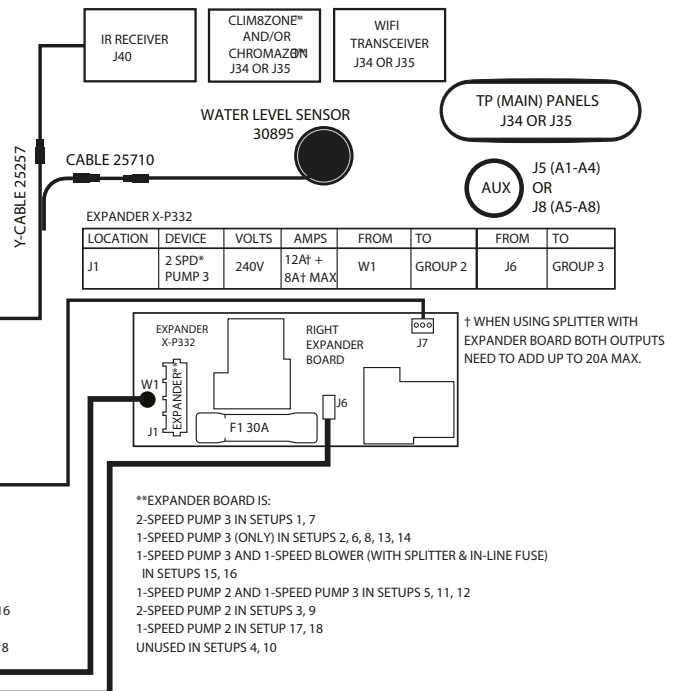 IR RECEIVER
J40
CLIM8ZONE™
AND/OR
CHROMAZON
J34 OR J35
WIFI
TRANSCEIVER
J34 OR J35
TP (MAIN) PANELS
J34 OR J35
WATER LEVEL SENSOR
30895
Y-CABLE 25257
CABLE 25710
AUX
J5 (A1-A4)
OR
J8 (A5-A8)
EXPANDER X-P332
LOCATION DEVICE VOLTS AMPS FROM TO FROM TO
J1 2 SPD* PUMP 3 240V 12A† + 8A† MAX W1 GROUP 2 J6 GROUP 3
EXPANDER
X-P332
RIGHT
EXPANDER
BOARD
J7
W1
EXPANDER**
J1
J6
F1 30A
† WHEN USING SPLITTER WITH
EXPANDER BOARD BOTH OUTPUTS
NEED TO ADD UP TO 20A MAX.
**EXPANDER BOARD IS:
2-SPEED PUMP 3 IN SETUPS 1, 7
1-SPEED PUMP 3 (ONLY) IN SETUPS 2, 6, 8, 13, 14
1-SPEED PUMP 3 AND 1-SPEED BLOWER (WITH SPLITTER & IN-LINE FUSE)
IN SETUPS 15, 16
1-SPEED PUMP 2 AND 1-SPEED PUMP 3 IN SETUPS 5, 11, 12
2-SPEED PUMP 2 IN SETUPS 3, 9
1-SPEED PUMP 2 IN SETUP 17, 18
UNUSED IN SETUPS 4, 10
16
8